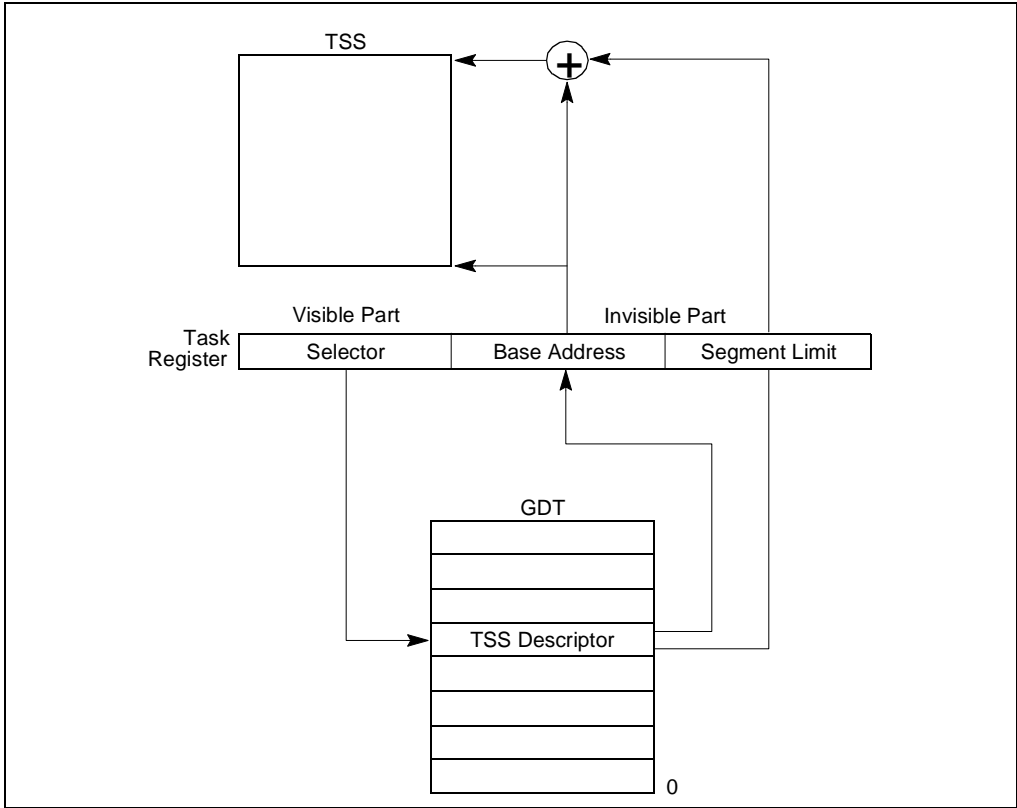 TSS
+
Visible Part
Invisible Part
Task
Register
Selector
Base Address
Segment Limit
GDT
TSS Descriptor
0